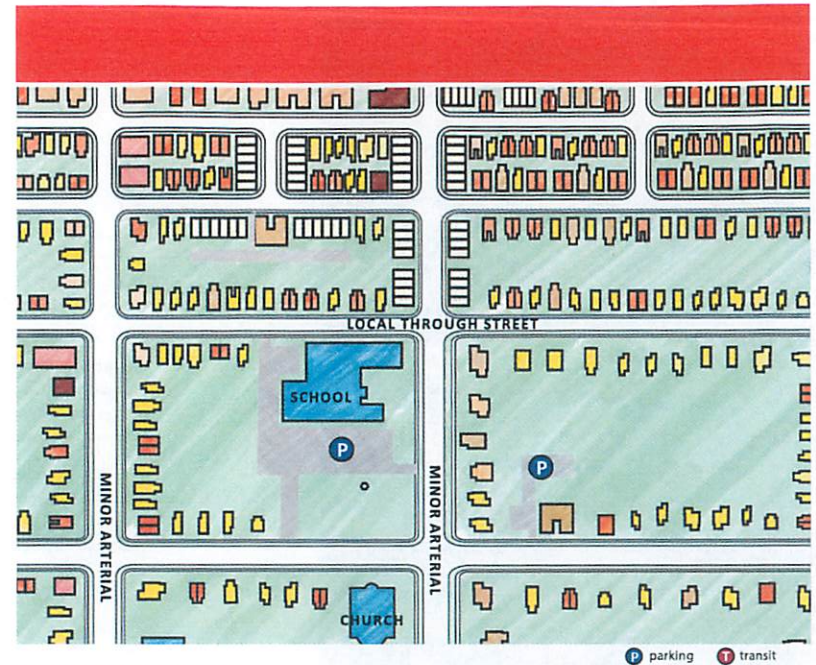 LOCAL THROUGH STREET
SCHOOL
P
P
MINOR ARTERIAL
MINOR ARTERIAL
CHURCH
P parking T transit